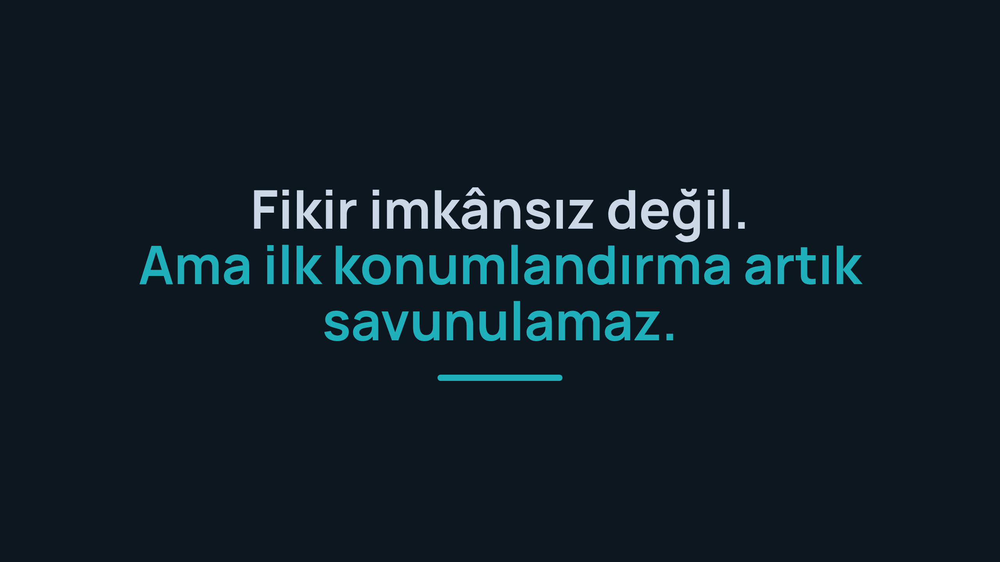 Fikir imkânsız değil.
Ama ilk konumlandırma artık
savunulamaz.